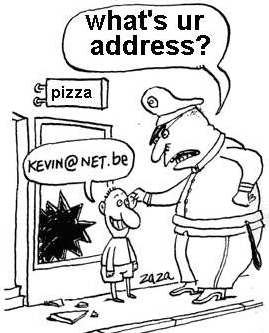 what's ur
address?
pizza
KEVIN@NET.be
zaza